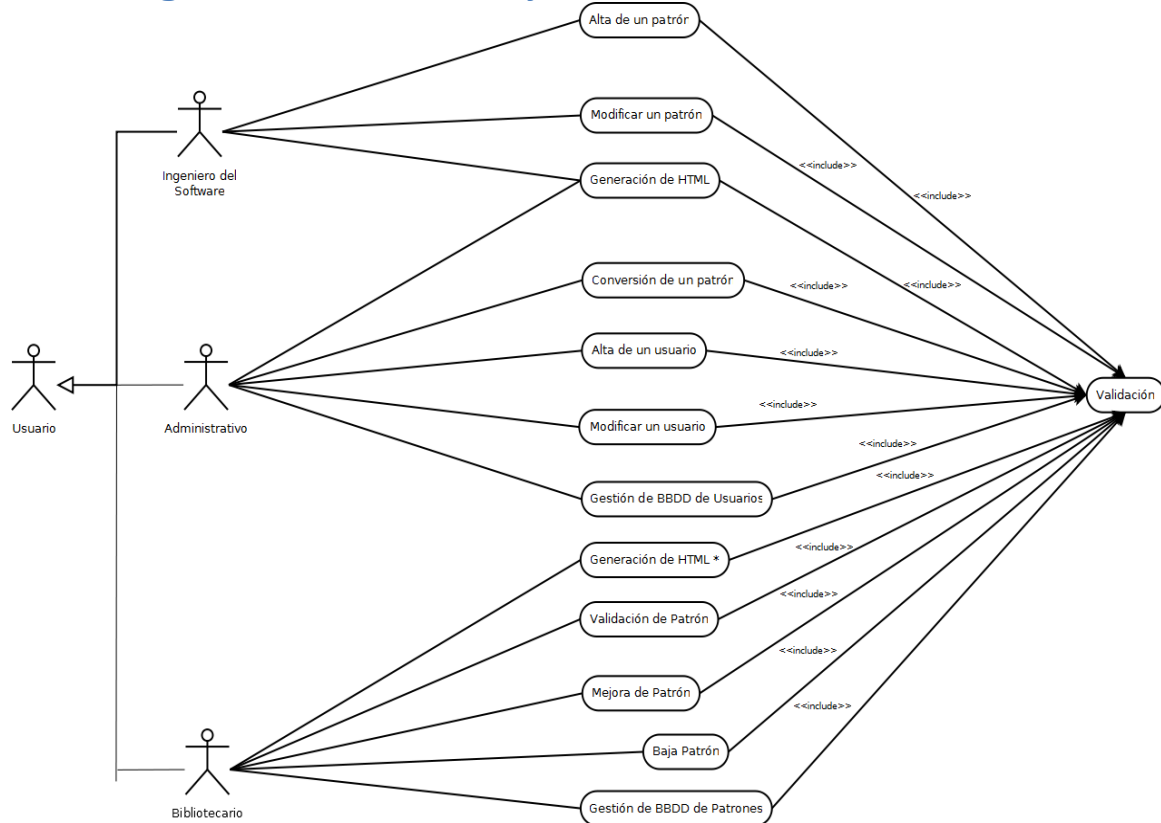 Alta de un patrón
Modificar un patrón
<<include>>
Ingeniero del
Software
Generación de HTML
<<include>>
Conversión de un patrón
<<include>>
<<include>>
Alta de un usuario
<<include>>
Validación
Usuario
Administrativo
Modificar un usuario
<<include>>
<<include>>
Gestión de BBDD de Usuarios
<<include>>
Generación de HTML *
<<include>>
Validación de Patrón
<<include>>
Mejora de Patrón
<<include>>
Baja Patrón
<<include>>
Gestión de BBDD de Patrones
Bibliotecario